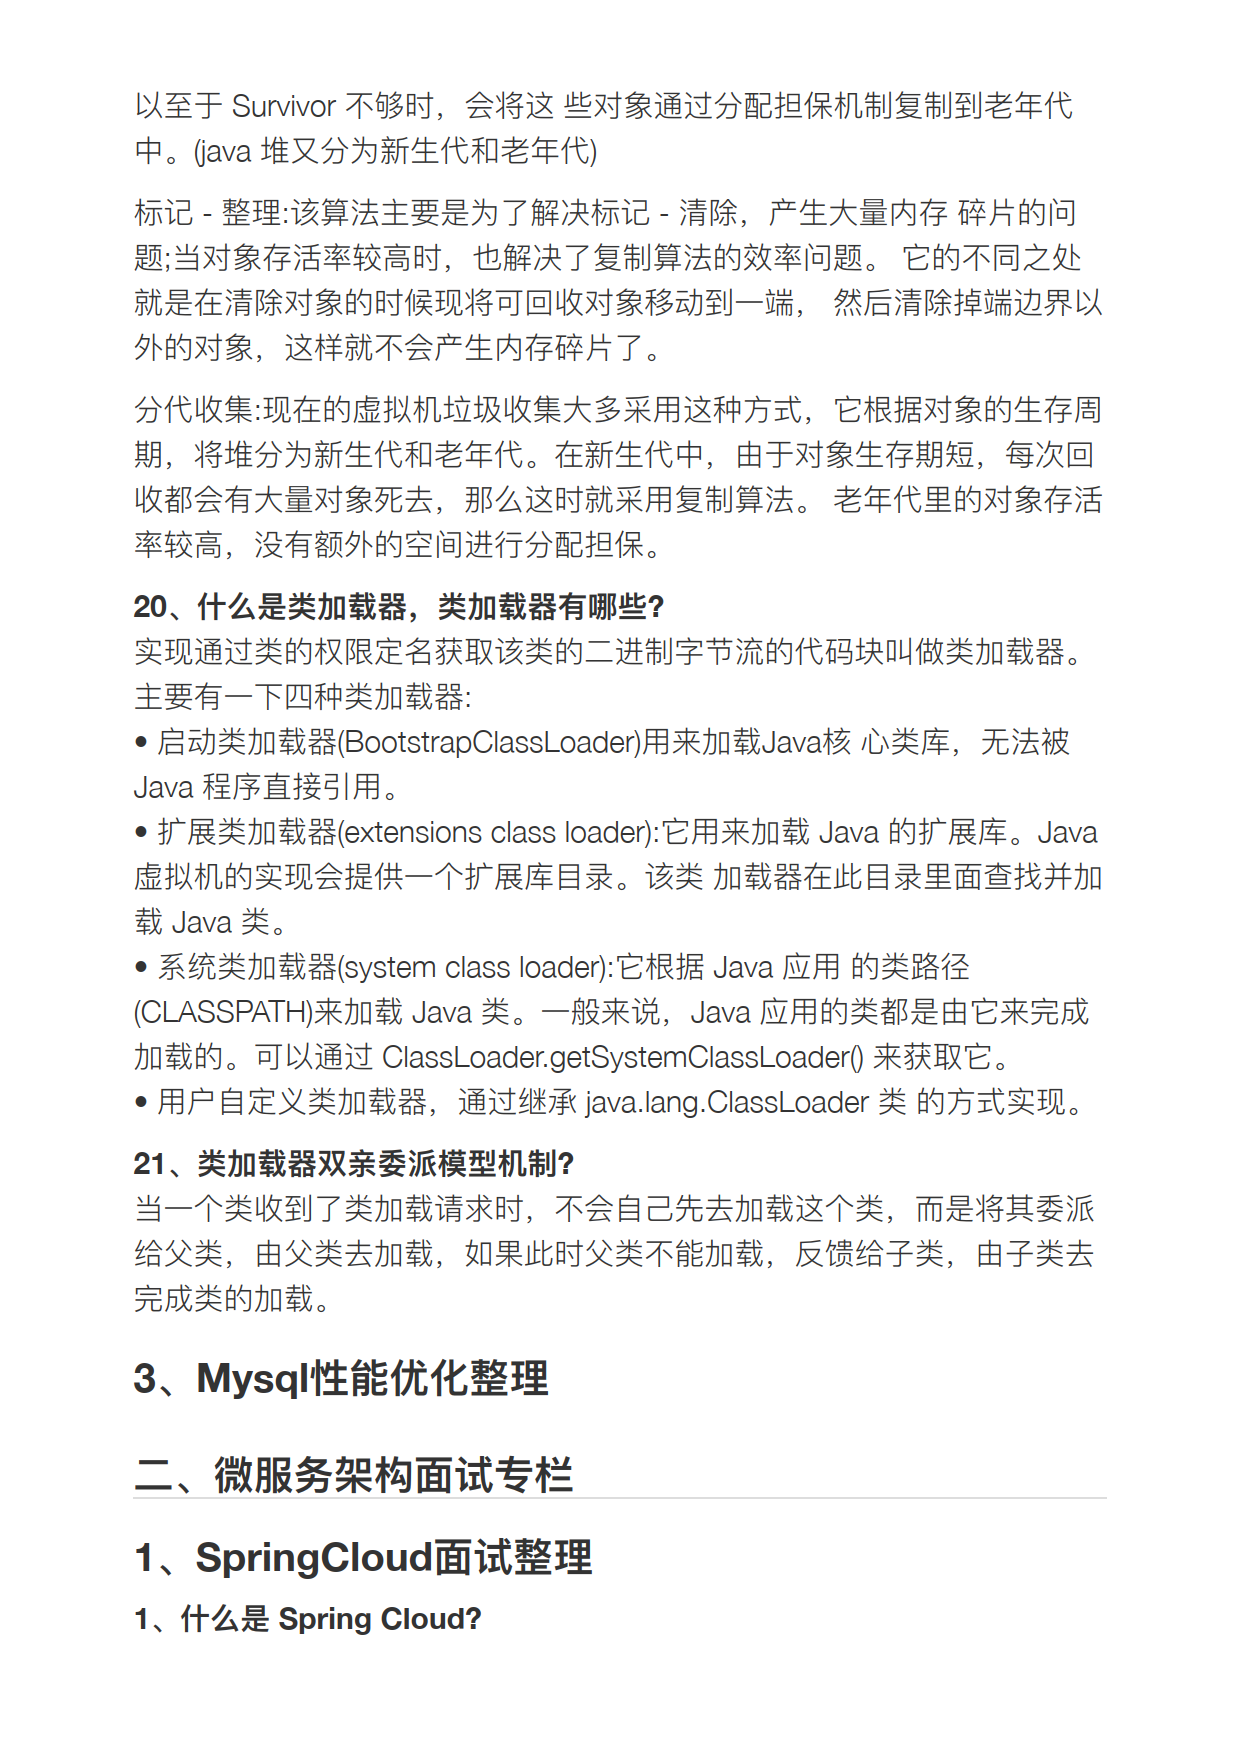 以至于 Survivor 不够时，会将这 些对象通过分配担保机制复制到老年代
中。(java 堆又分为新生代和老年代)
标记 - 整理:该算法主要是为了解决标记 - 清除，产生大量内存 碎片的问
题;当对象存活率较高时，也解决了复制算法的效率问题。 它的不同之处
就是在清除对象的时候现将可回收对象移动到一端， 然后清除掉端边界以
外的对象，这样就不会产生内存碎片了。
分代收集:现在的虚拟机垃圾收集大多采用这种方式，它根据对象的生存周
期，将堆分为新生代和老年代。在新生代中，由于对象生存期短，每次回
收都会有大量对象死去，那么这时就采用复制算法。 老年代里的对象存活
率较高，没有额外的空间进行分配担保。
20、什么是类加载器，类加载器有哪些?
实现通过类的权限定名获取该类的二进制字节流的代码块叫做类加载器。
主要有一下四种类加载器:
• 启动类加载器(BootstrapClassLoader)用来加载Java核 心类库，无法被
Java 程序直接引用。
• 扩展类加载器(extensions class loader):它用来加载 Java 的扩展库。Java
虚拟机的实现会提供一个扩展库目录。该类 加载器在此目录里面查找并加
载 Java 类。
• 系统类加载器(system class loader):它根据 Java 应用 的类路径
(CLASSPATH)来加载 Java 类。一般来说，Java 应用的类都是由它来完成
加载的。可以通过 ClassLoader.getSystemClassLoader() 来获取它。
• 用户自定义类加载器，通过继承 java.lang.ClassLoader 类 的方式实现。
21、类加载器双亲委派模型机制?
当一个类收到了类加载请求时，不会自己先去加载这个类，而是将其委派
给父类，由父类去加载，如果此时父类不能加载，反馈给子类，由子类去
完成类的加载。
3、Mysql性能优化整理
二、微服务架构面试专栏
1、SpringCloud面试整理
1、什么是 Spring Cloud?